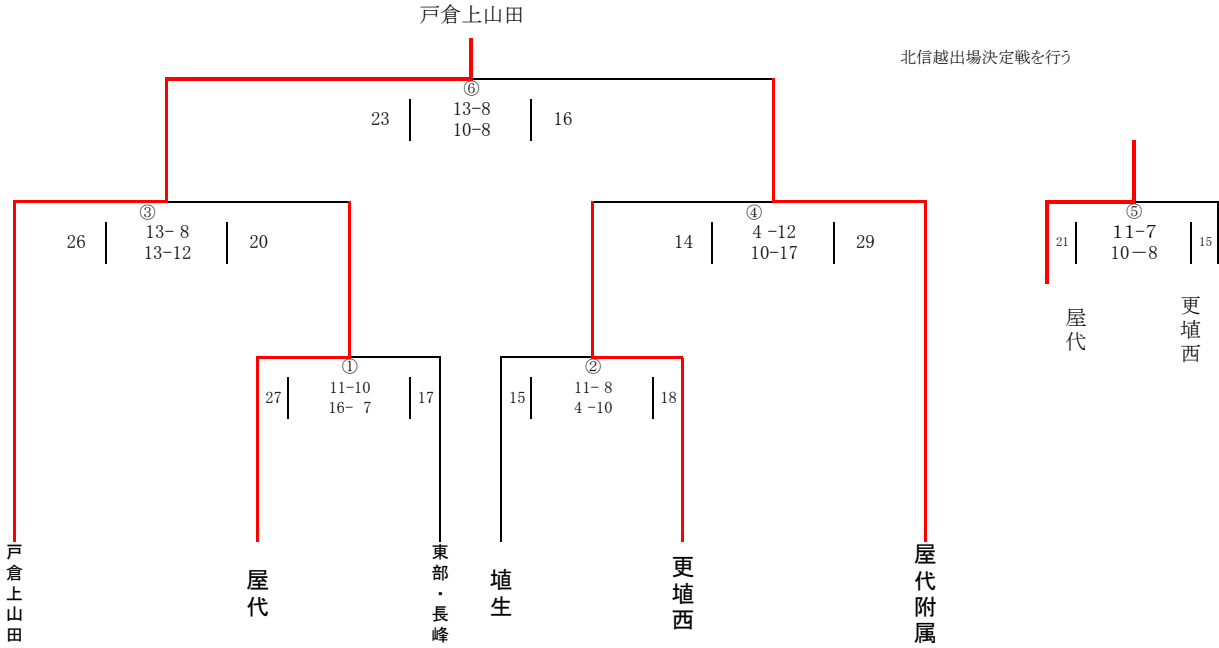 戸倉上山田
北信越出場決定戦を行う
⑥
23 13-8 16
10-8
③
26 13- 8 20
13-12
④
14 4 -12 29
10-17
⑤
21 11-7 15
10－8
屋代
更埴西
①
27 11-10 17
16- 7
②
15 11- 8 18
4 -10
戸倉上山田
屋代
東部・長峰
埴生
更埴西
屋代附属